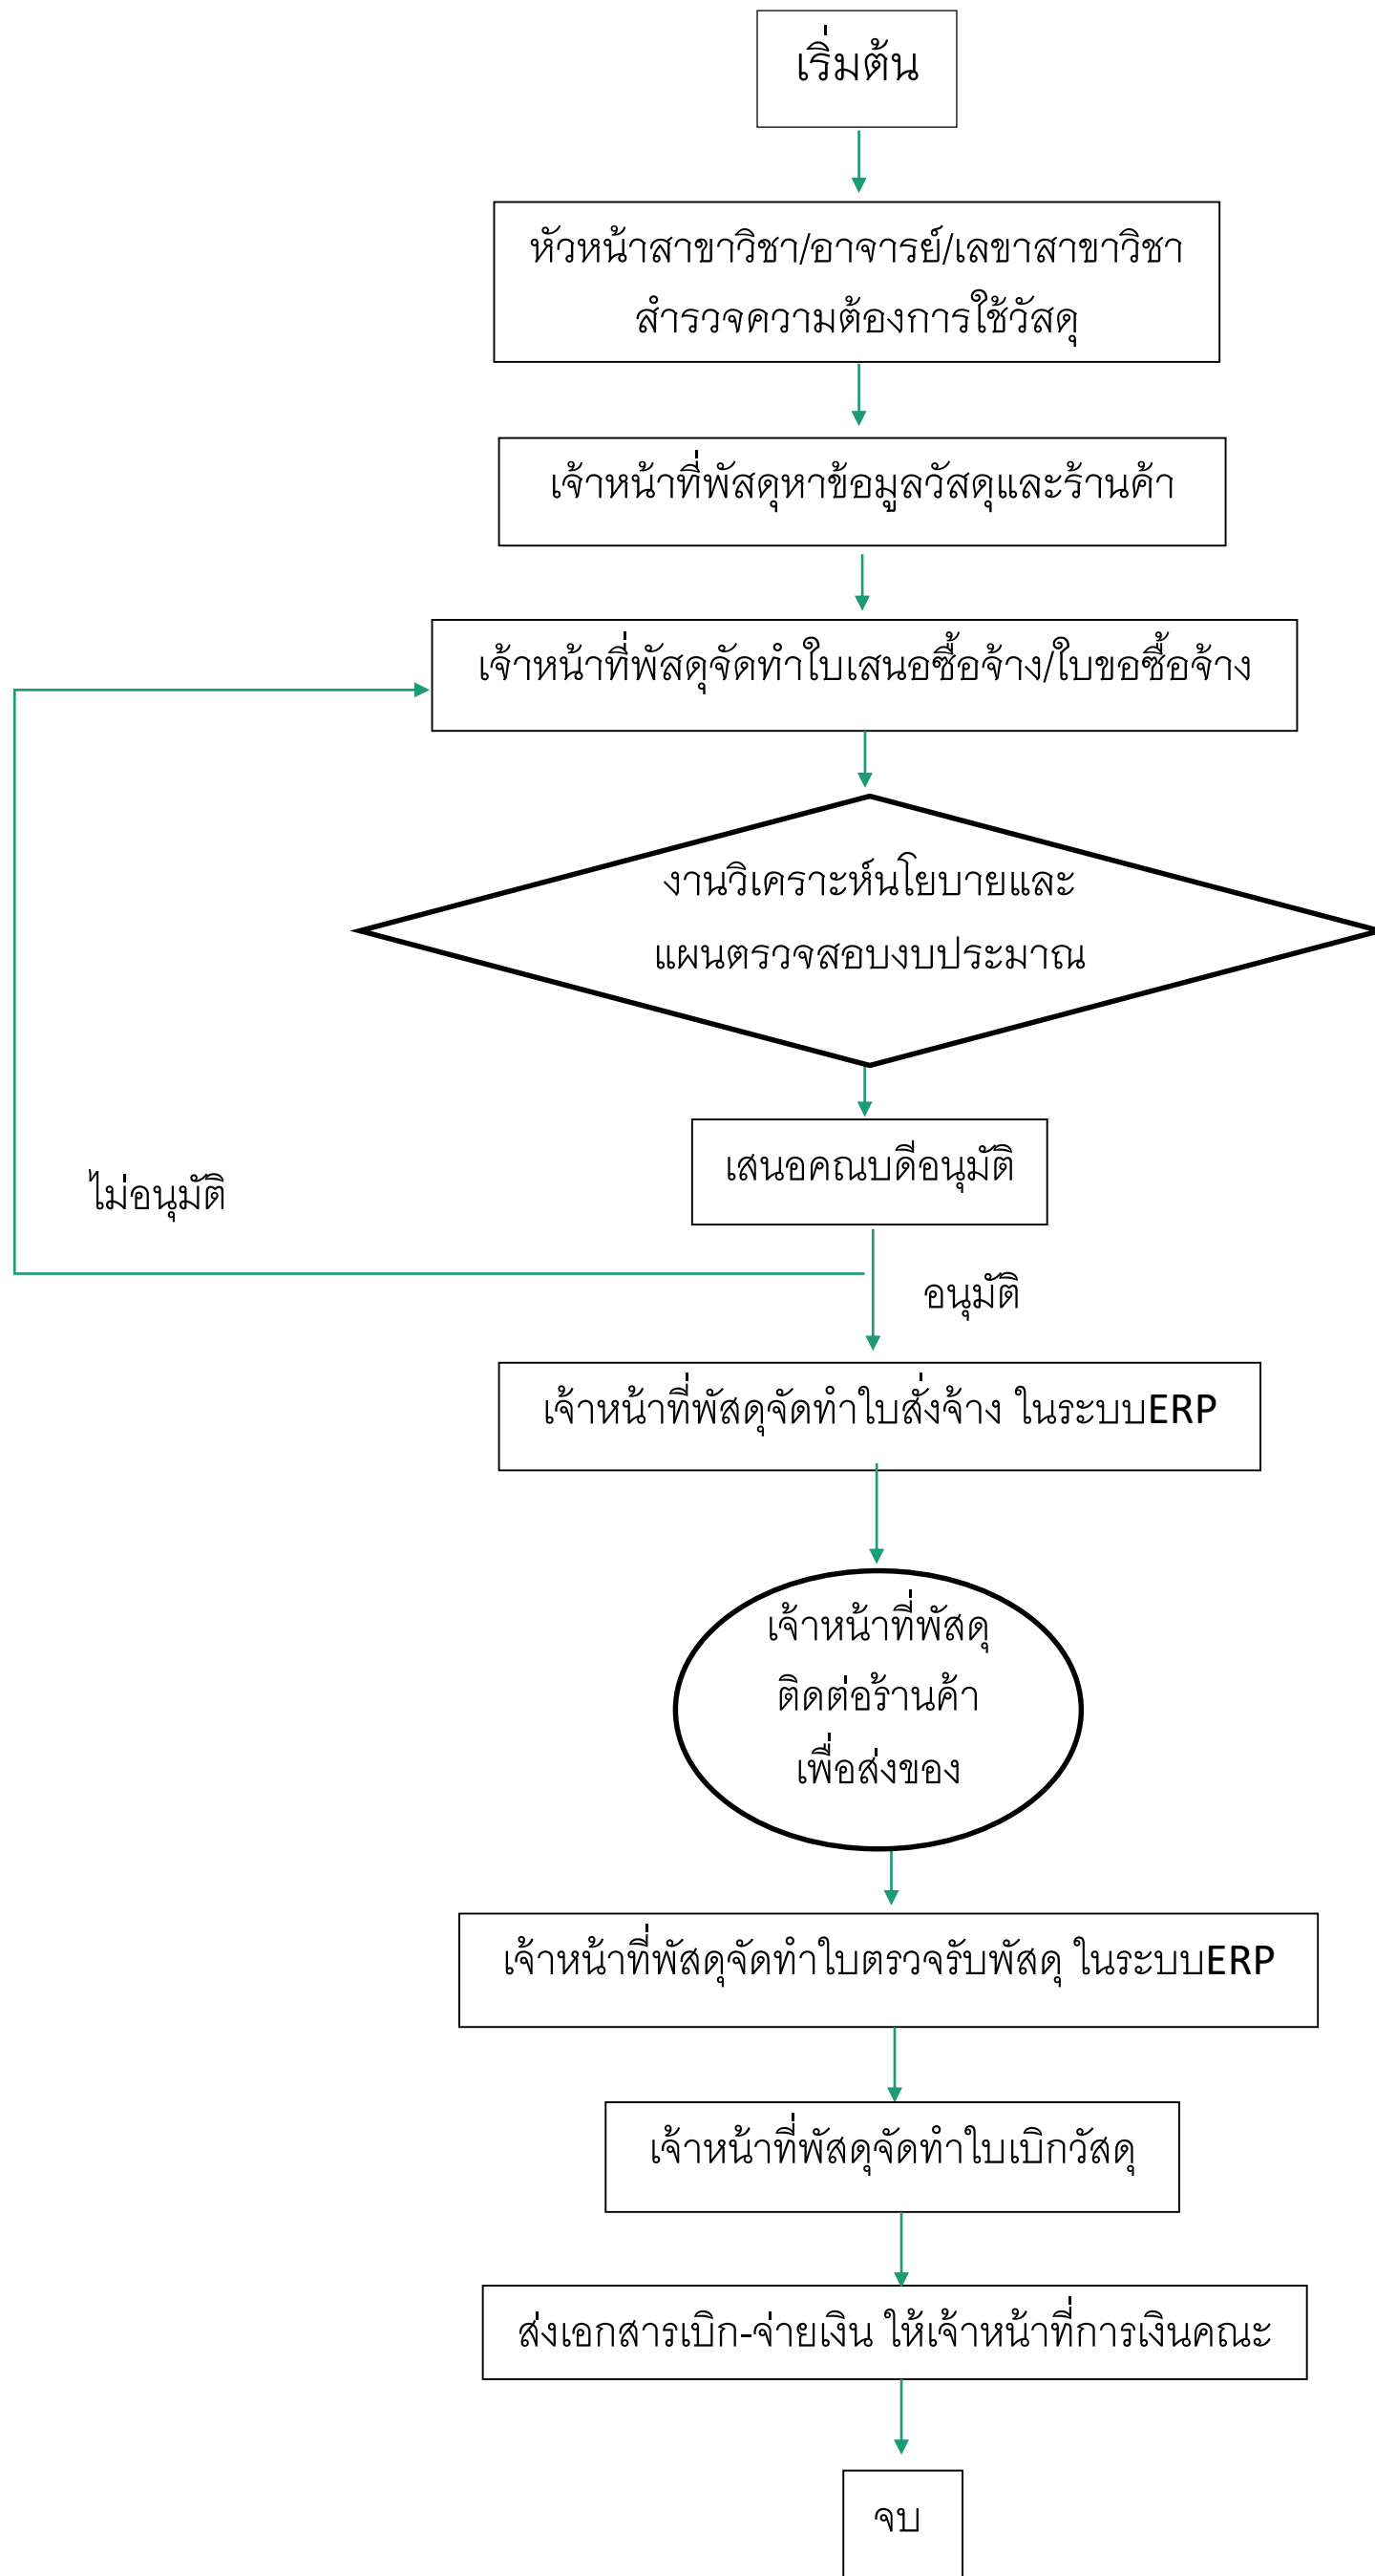 เริ่มต้น
หัวหน้าสาขาวิชา/อาจารย์/เลขาสาขาวิชา
สำรวจความต้องการใช้วัสดุ
เจ้าหน้าที่พัสดุหาข้อมูลวัสดุและร้านค้า
เจ้าหน้าที่พัสดุจัดทำใบเสนอซื้อจ้าง/ใบขอซื้อจ้าง
งานวิเคราะห์นโยบายและ
แผนตรวจสอบงบประมาณ
เสนอคณบดีอนุมัติ
ไม่อนุมัติ
อนุมัติ
เจ้าหน้าที่พัสดุจัดทำใบสั่งจ้าง ในระบบERP
เจ้าหน้าที่พัสดุ
ติดต่อร้านค้า
เพื่อส่งของ
เจ้าหน้าที่พัสดุจัดทำใบตรวจรับพัสดุ ในระบบERP
เจ้าหน้าที่พัสดุจัดทำใบเบิกวัสดุ
ส่งเอกสารเบิก-จ่ายเงิน ให้เจ้าหน้าที่การเงินคณะ
จบ